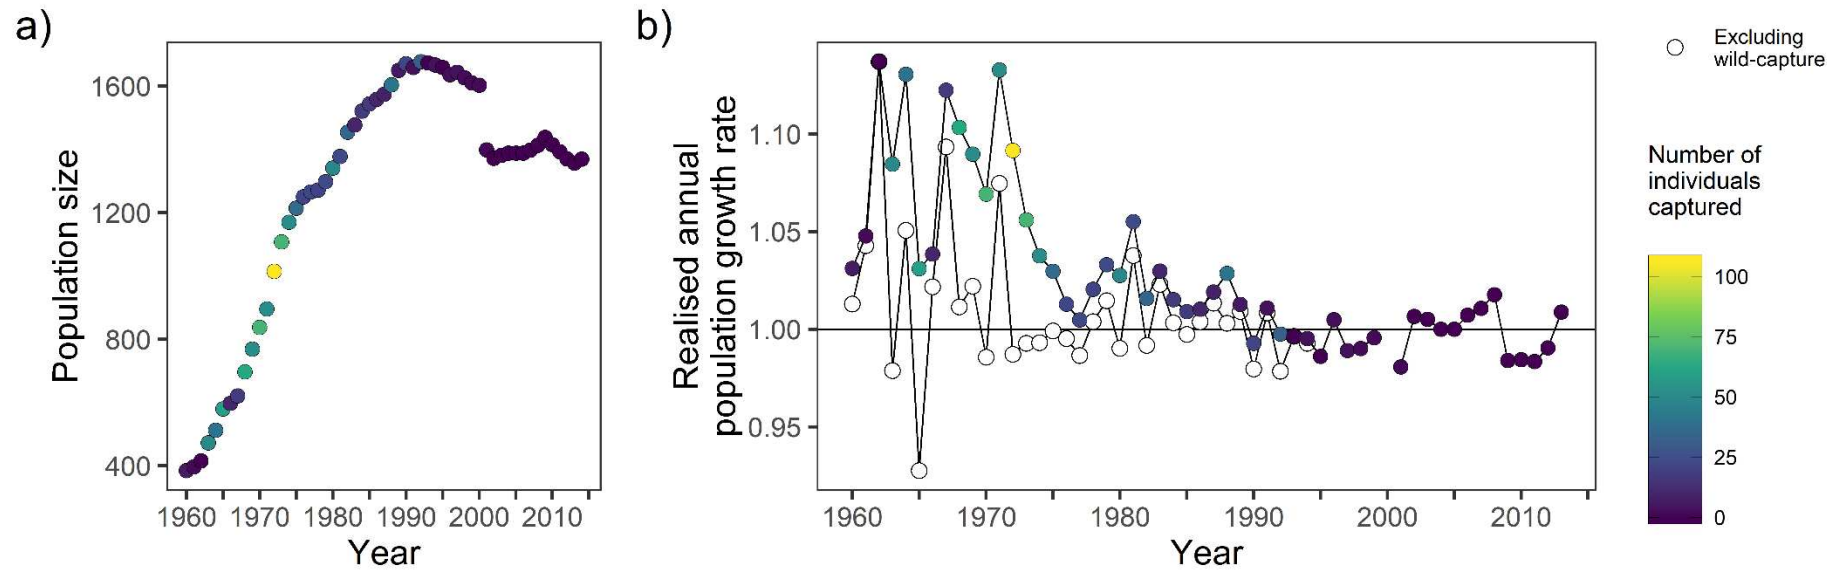 a)
Population size
1600
1200
800
400
1960 1970 1980 1990 2000 2010
Year
b)
Realised annual
population growth rate
1.10
1.05
1.00
0.95
1960 1970 1980 1990 2000 2010
Year
Excluding
wild-capture
Number of
individuals
captured
100
75
50
25
0